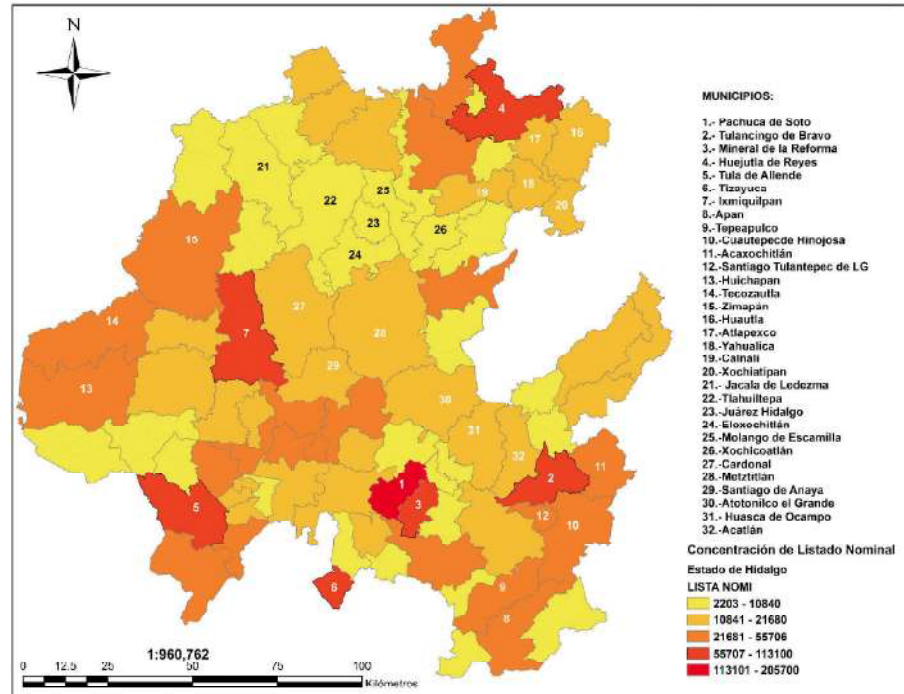 N
MUNICIPIOS:
1.- Pachuca de Soto
2.- Tulancingo de Bravo
3.- Mineral de la Reforma
4.- Huejutla de Reyes
5.- Tula de Allende
6.- Tizayuca
7.- Ixmiquilpan
8.- Apan
9.- Tepeapulco
10.- Cuautepec de Hinojosa
11.- Acaxochitlán
12.- Santiago Tulantepec de LG
13.- Huichapan
14.- Tecozautla
15.- Zimapán
16.- Huautla
17.- Atlapexco
18.- Yahualica
19.- Calnali
20.- Xochiatipan
21.- Jacala de Ledezma
22.- Tlahuiltepa
23.- Juárez Hidalgo
24.- Eloxochitlán
25.- Molango de Escamilla
26.- Xochicoatlán
27.- Cardonal
28.- Metztitlán
29.- Santiago de Anaya
30.- Atotonilco el Grande
31.- Huasca de Ocampo
32.- Acatlán
Concentración de Listado Nominal
Estado de Hidalgo
LISTA NOMI
2203 - 10840
10841 - 21680
21681 - 55706
55707 - 113100
113101 - 205700
4
17
16
21
25
19
18
22
20
23
26
15
24
27
7
14
28
29
13
30
31
32
1
2
11
5
3
12
10
6
9
8
1:960,762
0 12.5 25 50 75 100
Kilómetros